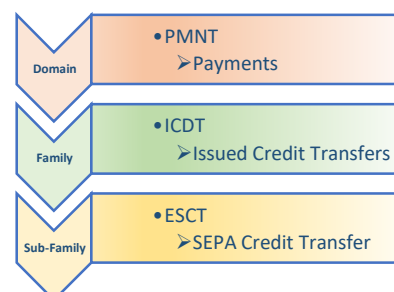 Domain
•PMNT
➢Payments
Family
•ICDT
➢Issued Credit Transfers
Sub-Family
•ESCT
➢SEPA Credit Transfer